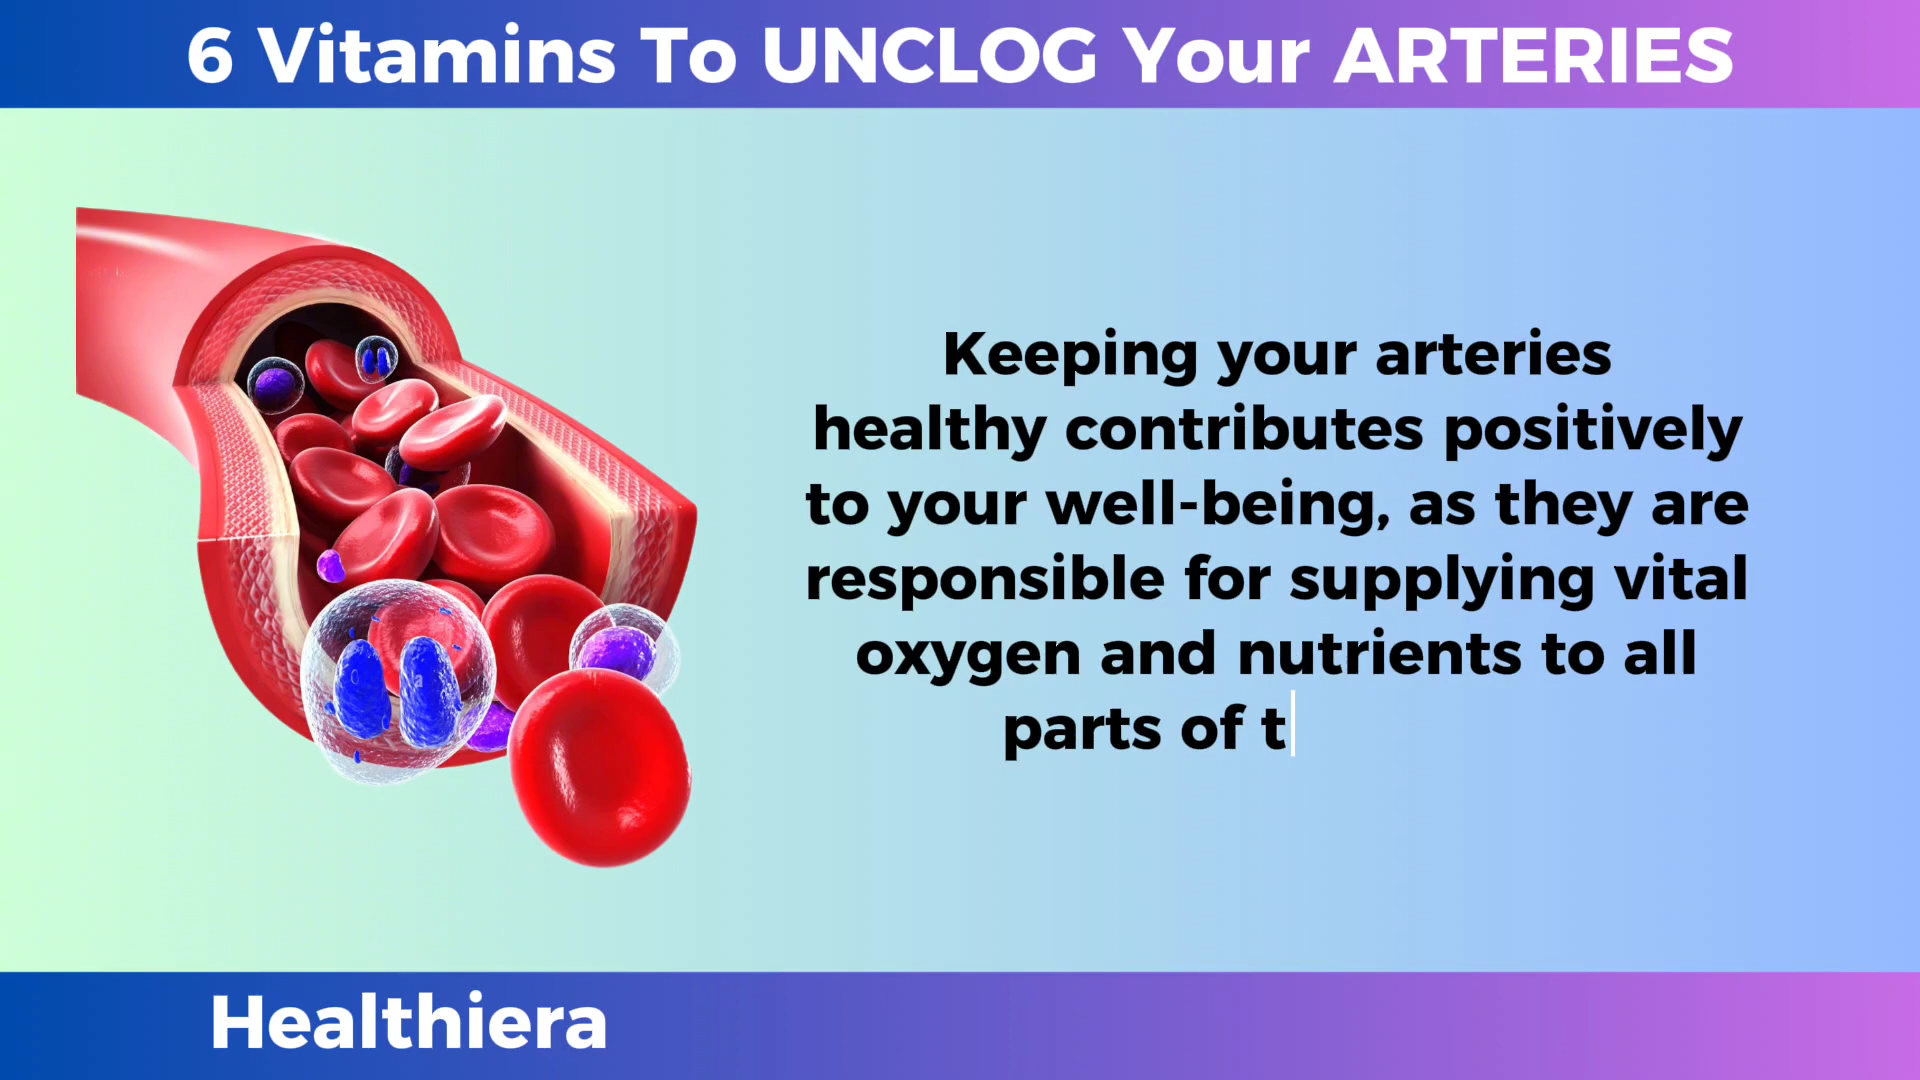 6 Vitamins To UNCLOG Your ARTERIES
Keeping your arteries
healthy contributes positively
to your well-being, as they are
responsible for supplying vital
oxygen and nutrients to all
parts of t
Healthiera